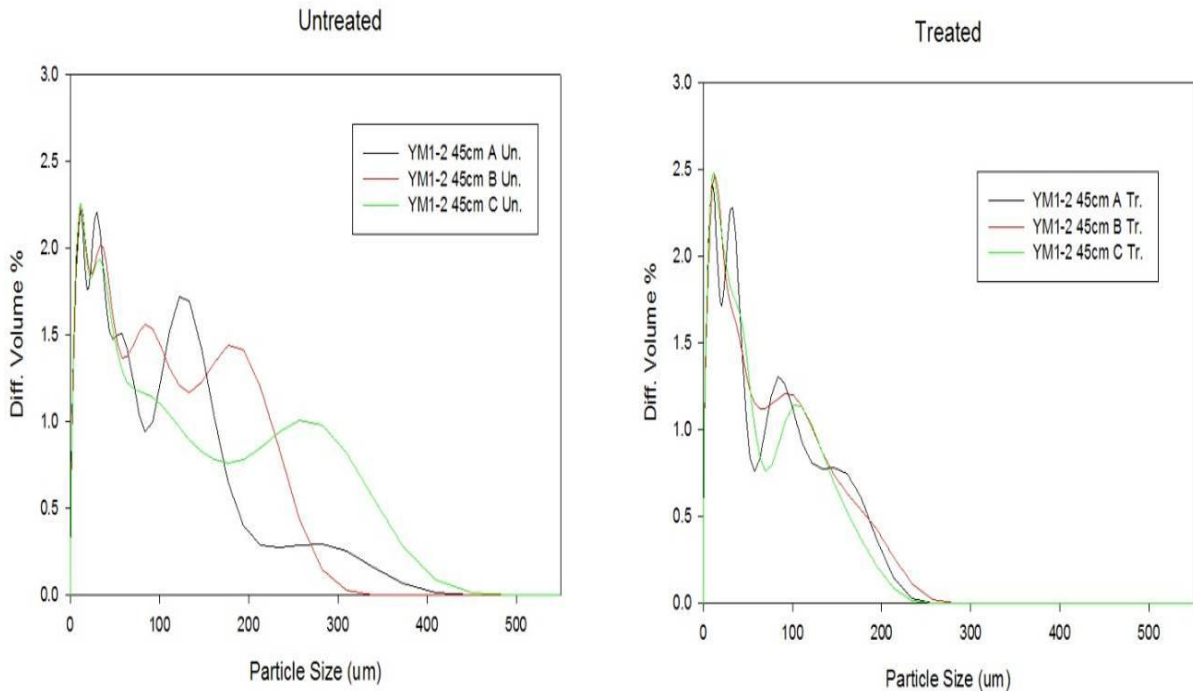 Untreated
3.0
2.5
2.0
1.5
1.0
0.5
0.0
Diff. Volume %
YM1-2 45cm A Un.
YM1-2 45cm B Un.
YM1-2 45cm C Un.
0 100 200 300 400 500
Particle Size (um)
Treated
3.0
2.5
2.0
1.5
1.0
0.5
0.0
Diff. Volume %
YM1-2 45cm A Tr.
YM1-2 45cm B Tr.
YM1-2 45cm C Tr.
0 100 200 300 400 500
Particle Size (um)